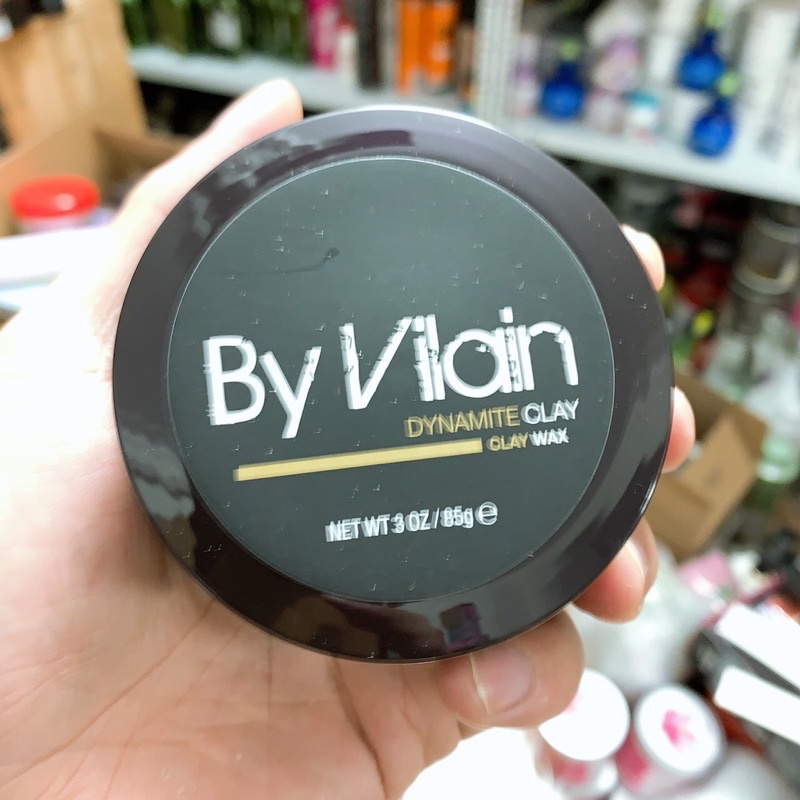 By Vilain
DYNAMITE CLAY
CLAY WAX
NET WT 3 OZ / 85g ℮